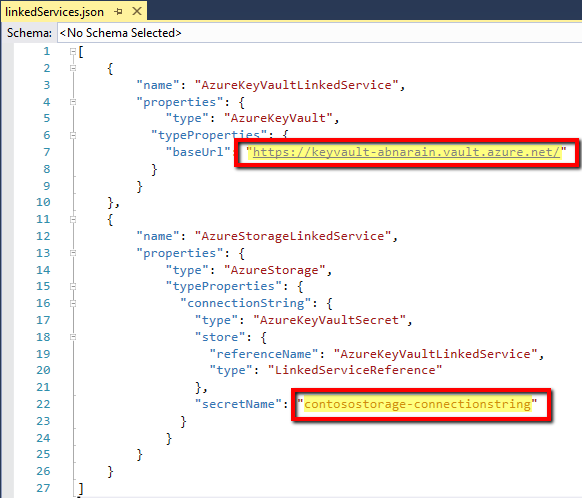 linkedServices.json
Schema: <No Schema Selected>
1 [
2 {
3 "name": "AzureKeyVaultLinkedService",
4 "properties": {
5 "type": "AzureKeyVault",
6 "typeProperties": {
7 "baseUrl": "https://keyvault-abnarain.vault.azure.net/"
8 }
9 }
10 },
11 {
12 "name": "AzureStorageLinkedService",
13 "properties": {
14 "type": "AzureStorage",
15 "typeProperties": {
16 "connectionString": {
17 "type": "AzureKeyVaultSecret",
18 "store": {
19 "referenceName": "AzureKeyVaultLinkedService",
20 "type": "LinkedServiceReference"
21 },
22 "secretName": "contosostorage-connectionstring"
23 }
24 }
25 }
26 }
27 ]